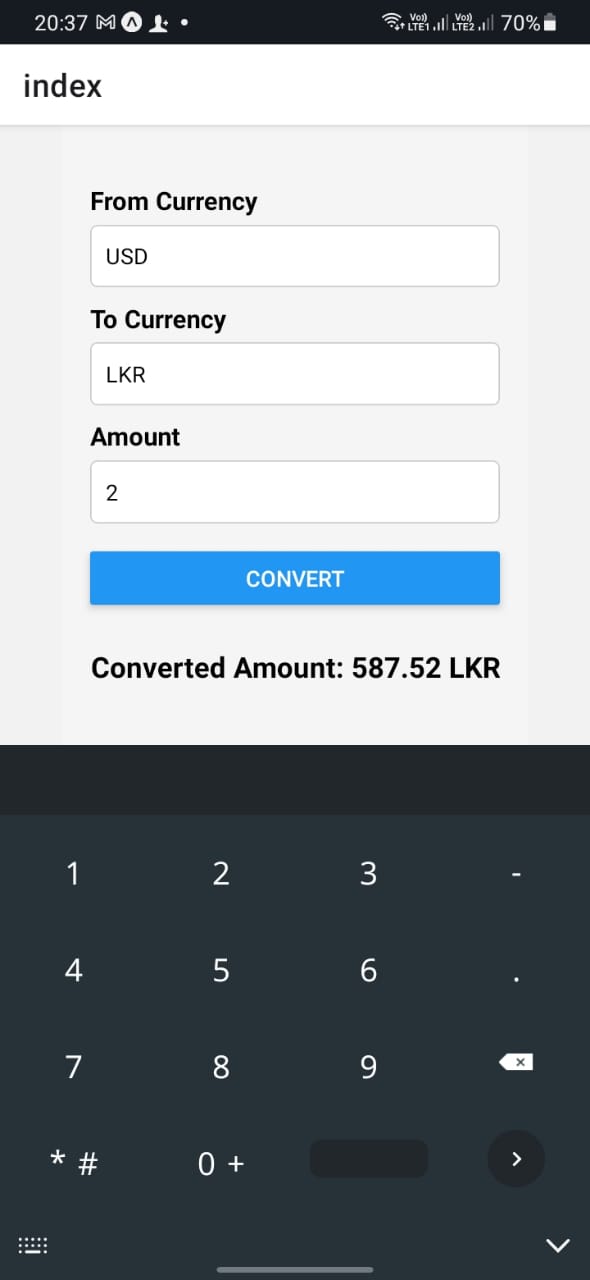 20:37 70%
Vo)) LTE1 Vo)) LTE2
index
From Currency
USD
To Currency
LKR
Amount
2
CONVERT
Converted Amount: 587.52 LKR
1 2 3 -
4 5 6 .
7 8 9
* # 0 +